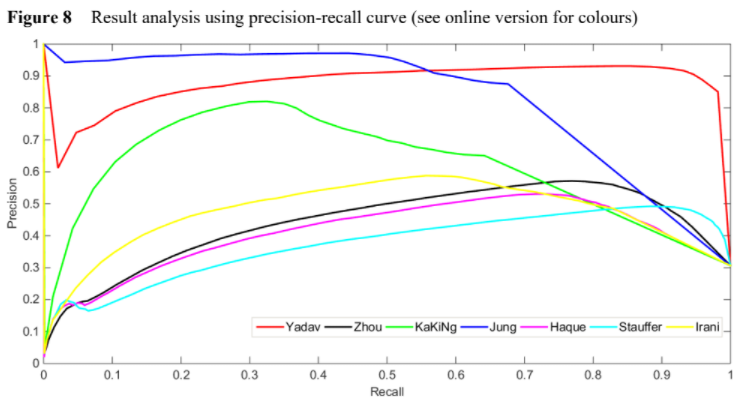 Figure 8 Result analysis using precision-recall curve (see online version for colours)
1
0.9
0.8
0.7
0.6
0.5
0.4
0.3
0.2
0.1
0
Precision
Yadav Zhou KaKiNg Jung Haque Stauffer Irani
0 0.1 0.2 0.3 0.4 0.5 0.6 0.7 0.8 0.9 1
Recall